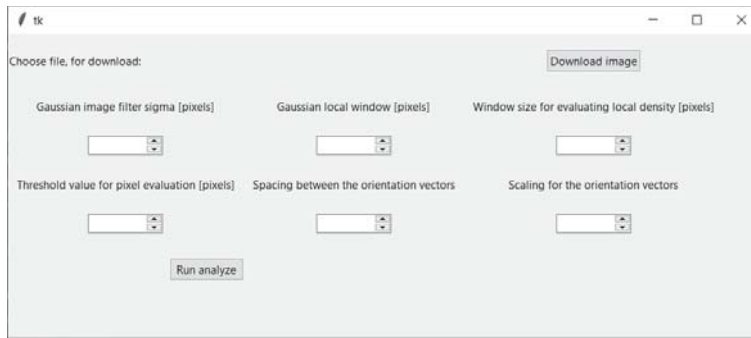 tk
Choose file, for download:
Download image
Gaussian image filter sigma [pixels]
Gaussian local window [pixels]
Window size for evaluating local density [pixels]
Threshold value for pixel evaluation [pixels]
Spacing between the orientation vectors
Scaling for the orientation vectors
Run analyze